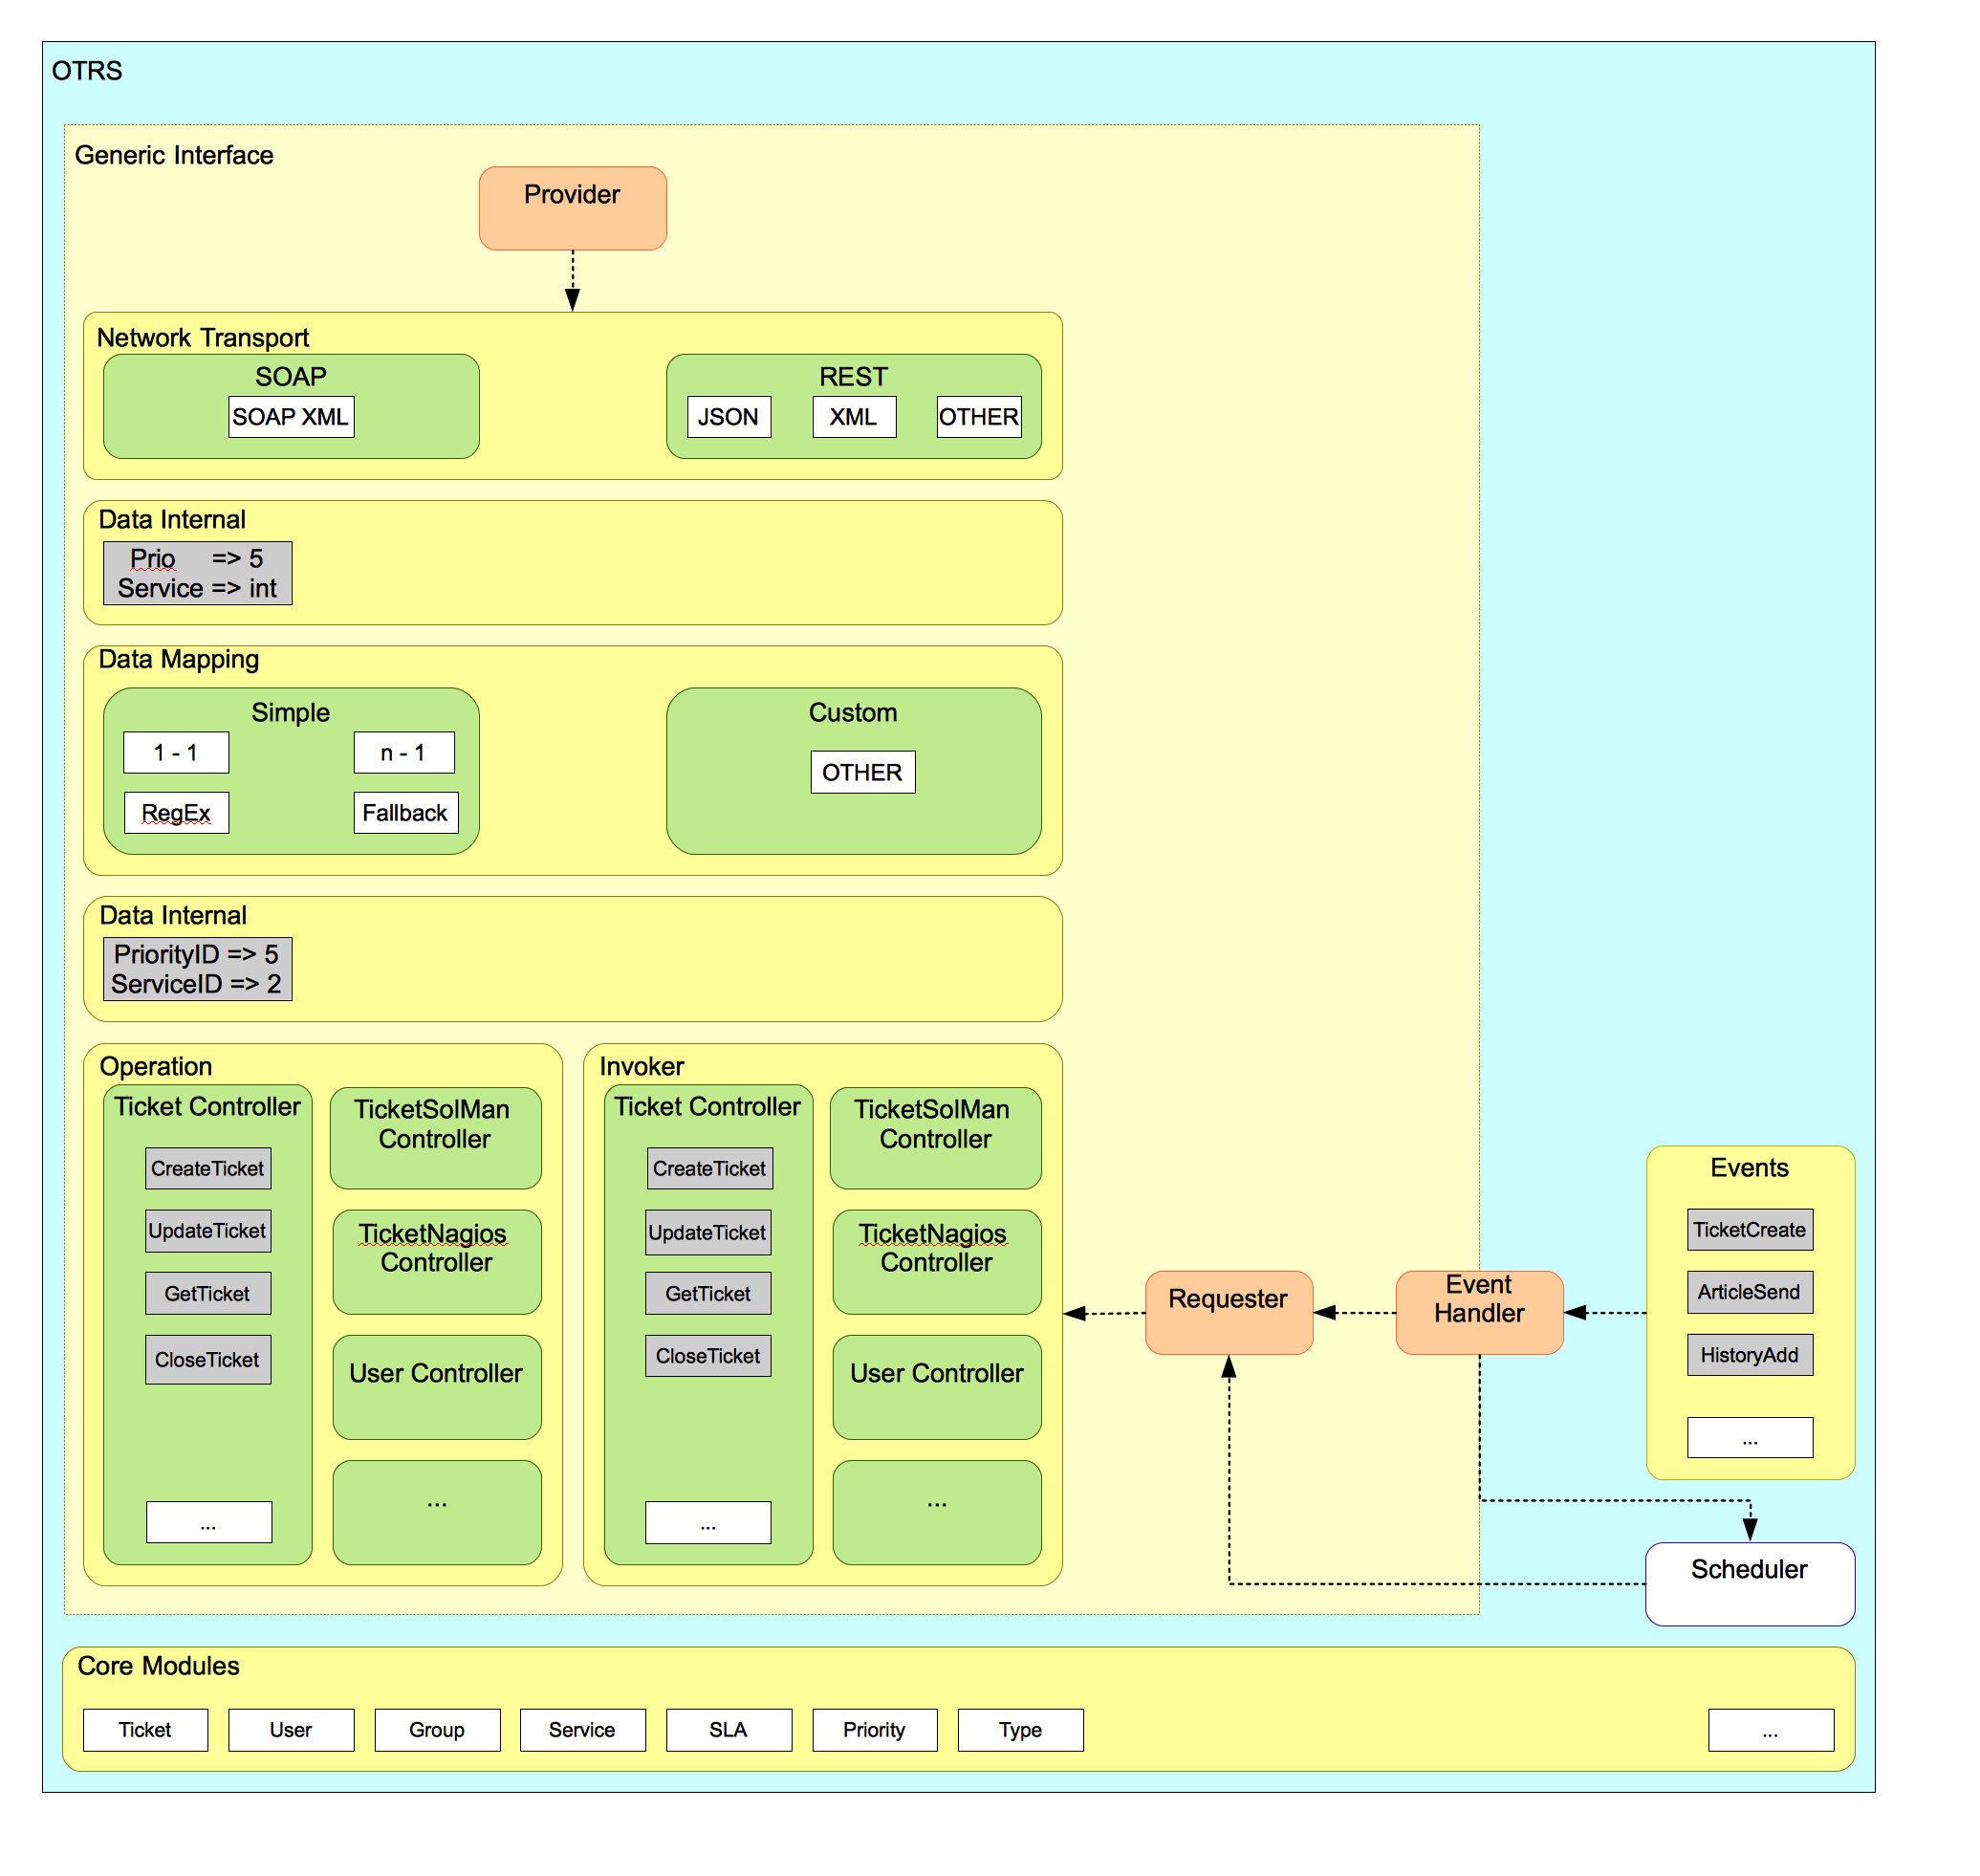 OTRS
Generic Interface
Provider
Network Transport
SOAP
SOAP XML
REST
JSON
XML
OTHER
Data Internal
Prio => 5
Service => int
Data Mapping
Simple
1 - 1
n - 1
RegEx
Fallback
Custom
OTHER
Data Internal
PriorityID => 5
ServiceID => 2
Operation
Ticket Controller
CreateTicket
UpdateTicket
GetTicket
CloseTicket
...
TicketSolMan
Controller
TicketNagios
Controller
User Controller
...
Invoker
Ticket Controller
CreateTicket
UpdateTicket
GetTicket
CloseTicket
...
TicketSolMan
Controller
TicketNagios
Controller
User Controller
...
Requester
Event
Handler
Events
TicketCreate
ArticleSend
HistoryAdd
...
Scheduler
Core Modules
Ticket
User
Group
Service
SLA
Priority
Type
...